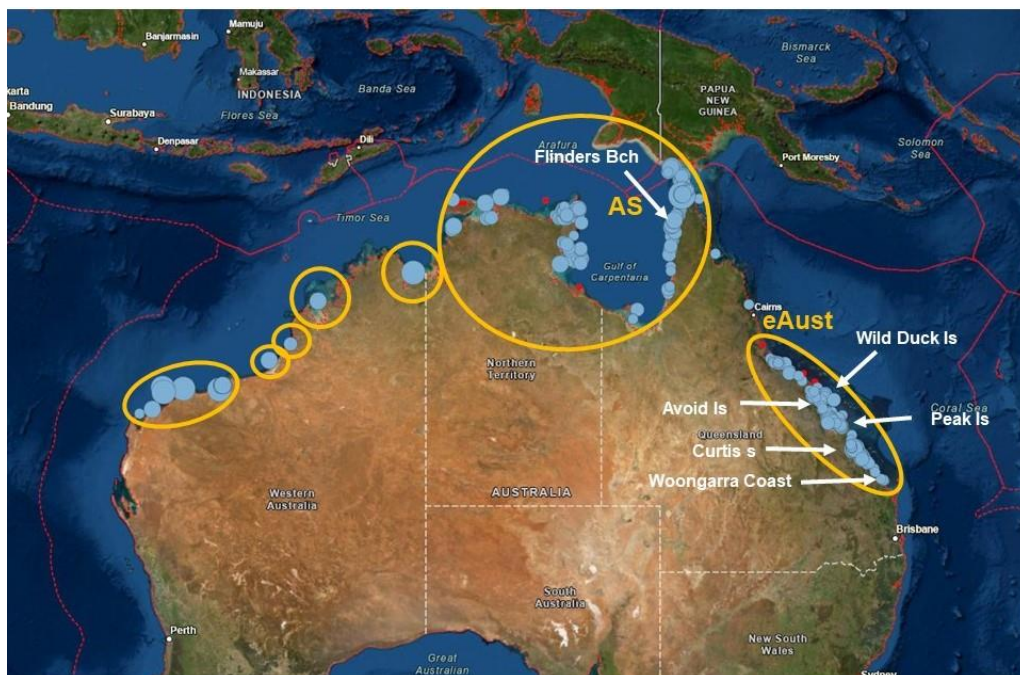 Mamuju
Banjarmasin
Bismarck
Sea
Makassar
INDONESIA
Banda Sea
PAPUA
NEW
GUINEA
karta
Bandung
Surabaya
Flores Sea
Denpasar
Dili
Arafura
Solomon
Sea
Flinders Bch
Port Moresby
AS
Timor Sea
Gulf of
Carpentaria
Cairns
eAust
Wild Duck Is
Northern
Territory
Avoid Is
Coral Sea
Peak Is
Queensland
Curtis s
Woongarra Coast
Western
Australia
AUSTRALIA
Brisbane
South
Australia
Perth
New South
Wales
Great
Australian
Sydney